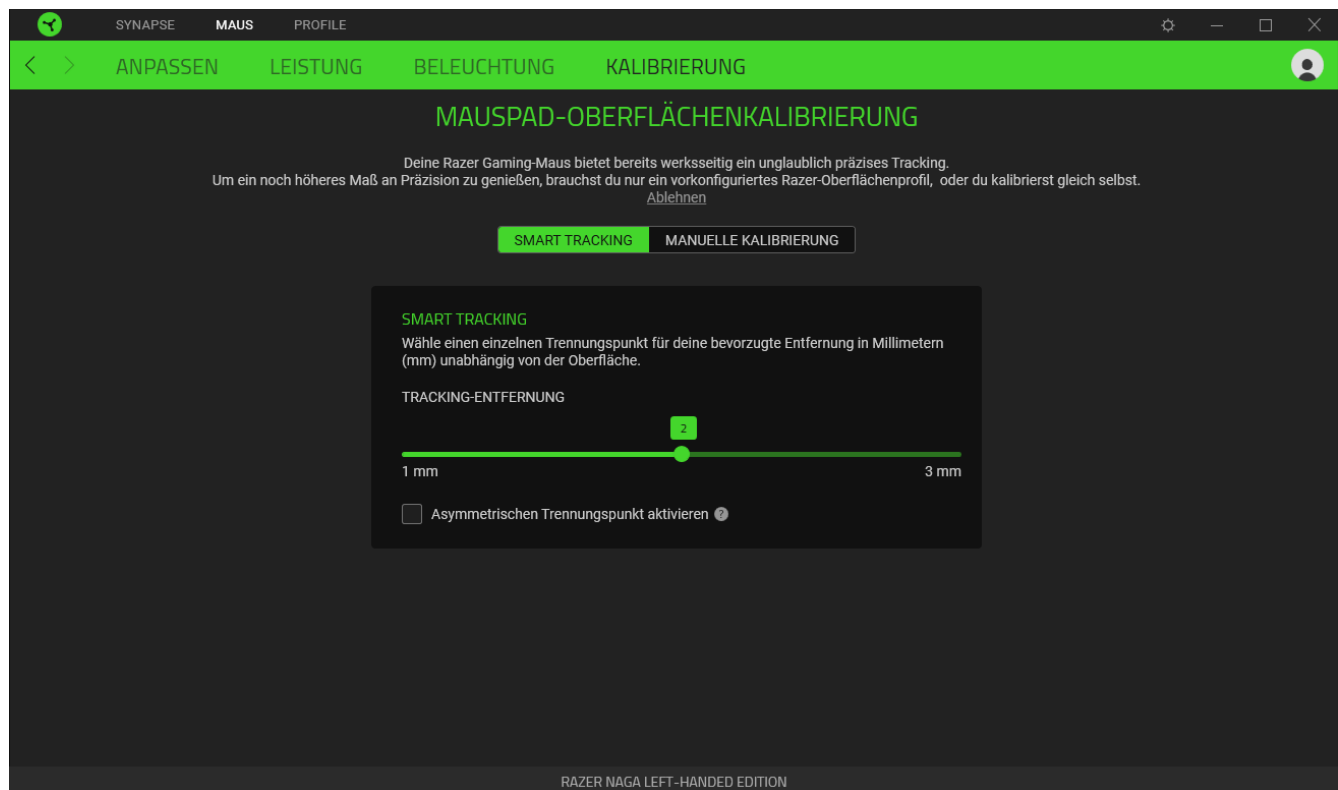 SYNAPSE MAUS PROFILE
ANPASSEN LEISTUNG BELEUCHTUNG KALIBRIERUNG
MAUSPAD-OBERFLÄCHENKALIBRIERUNG
Deine Razer Gaming-Maus bietet bereits werksseitig ein unglaublich präzises Tracking.
Um ein noch höheres Maß an Präzision zu genießen, brauchst du nur ein vorkonfiguriertes Razer-Oberflächenprofil, oder du kalibrierst gleich selbst.
Ablehnen
SMART TRACKING MANUELLE KALIBRIERUNG
SMART TRACKING
Wähle einen einzelnen Trennungspunkt für deine bevorzugte Entfernung in Millimetern
(mm) unabhängig von der Oberfläche.
TRACKING-ENTFERNUNG
2
1 mm 3 mm
Asymmetrischen Trennungspunkt aktivieren ?
RAZER NAGA LEFT-HANDED EDITION